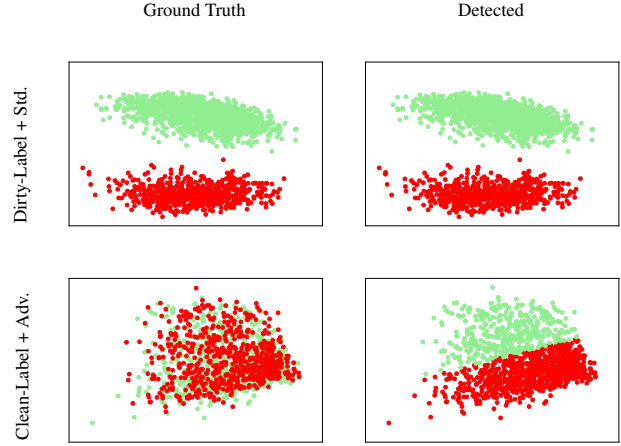 Ground Truth
Detected
Dirty-Label + Std.
Clean-Label + Adv.